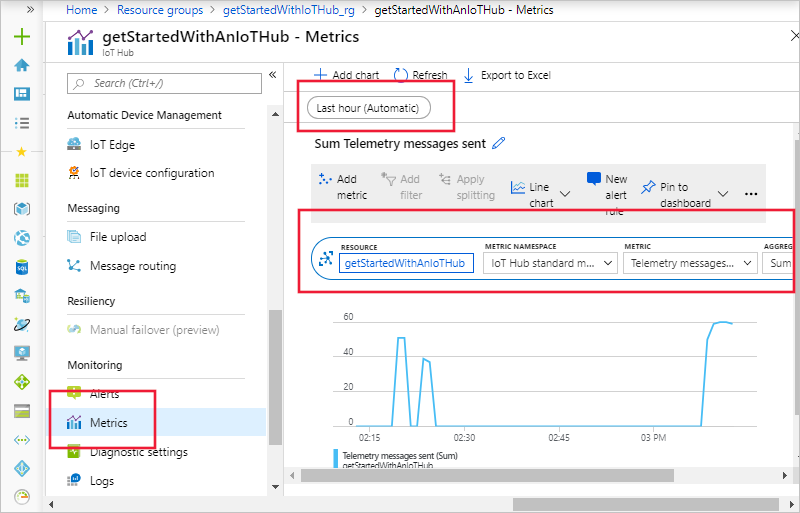 Home > Resource groups > getStartedWithIoTHub_rg > getStartedWithAnIoTHub - Metrics
getStartedWithAnIoTHub - Metrics
IoT Hub
Search (Ctrl+/)
Automatic Device Management
IoT Edge
IoT device configuration
Messaging
File upload
Message routing
Resiliency
Manual failover (preview)
Monitoring
Alerts
Metrics
Diagnostic settings
Logs
Add chart
Refresh
Export to Excel
Last hour (Automatic)
Sum Telemetry messages sent
Add metric
Add filter
Apply splitting
Line chart
New alert rule
Pin to dashboard
RESOURCE
getStartedWithAnIoTHub
METRIC NAMESPACE
IoT Hub standard m...
METRIC
Telemetry messages...
AGGREG
Sum
60
40
20
0
02:15
02:30
02:45
03 PM
Telemetry messages sent (Sum)
getStartedWithAnIoTHub